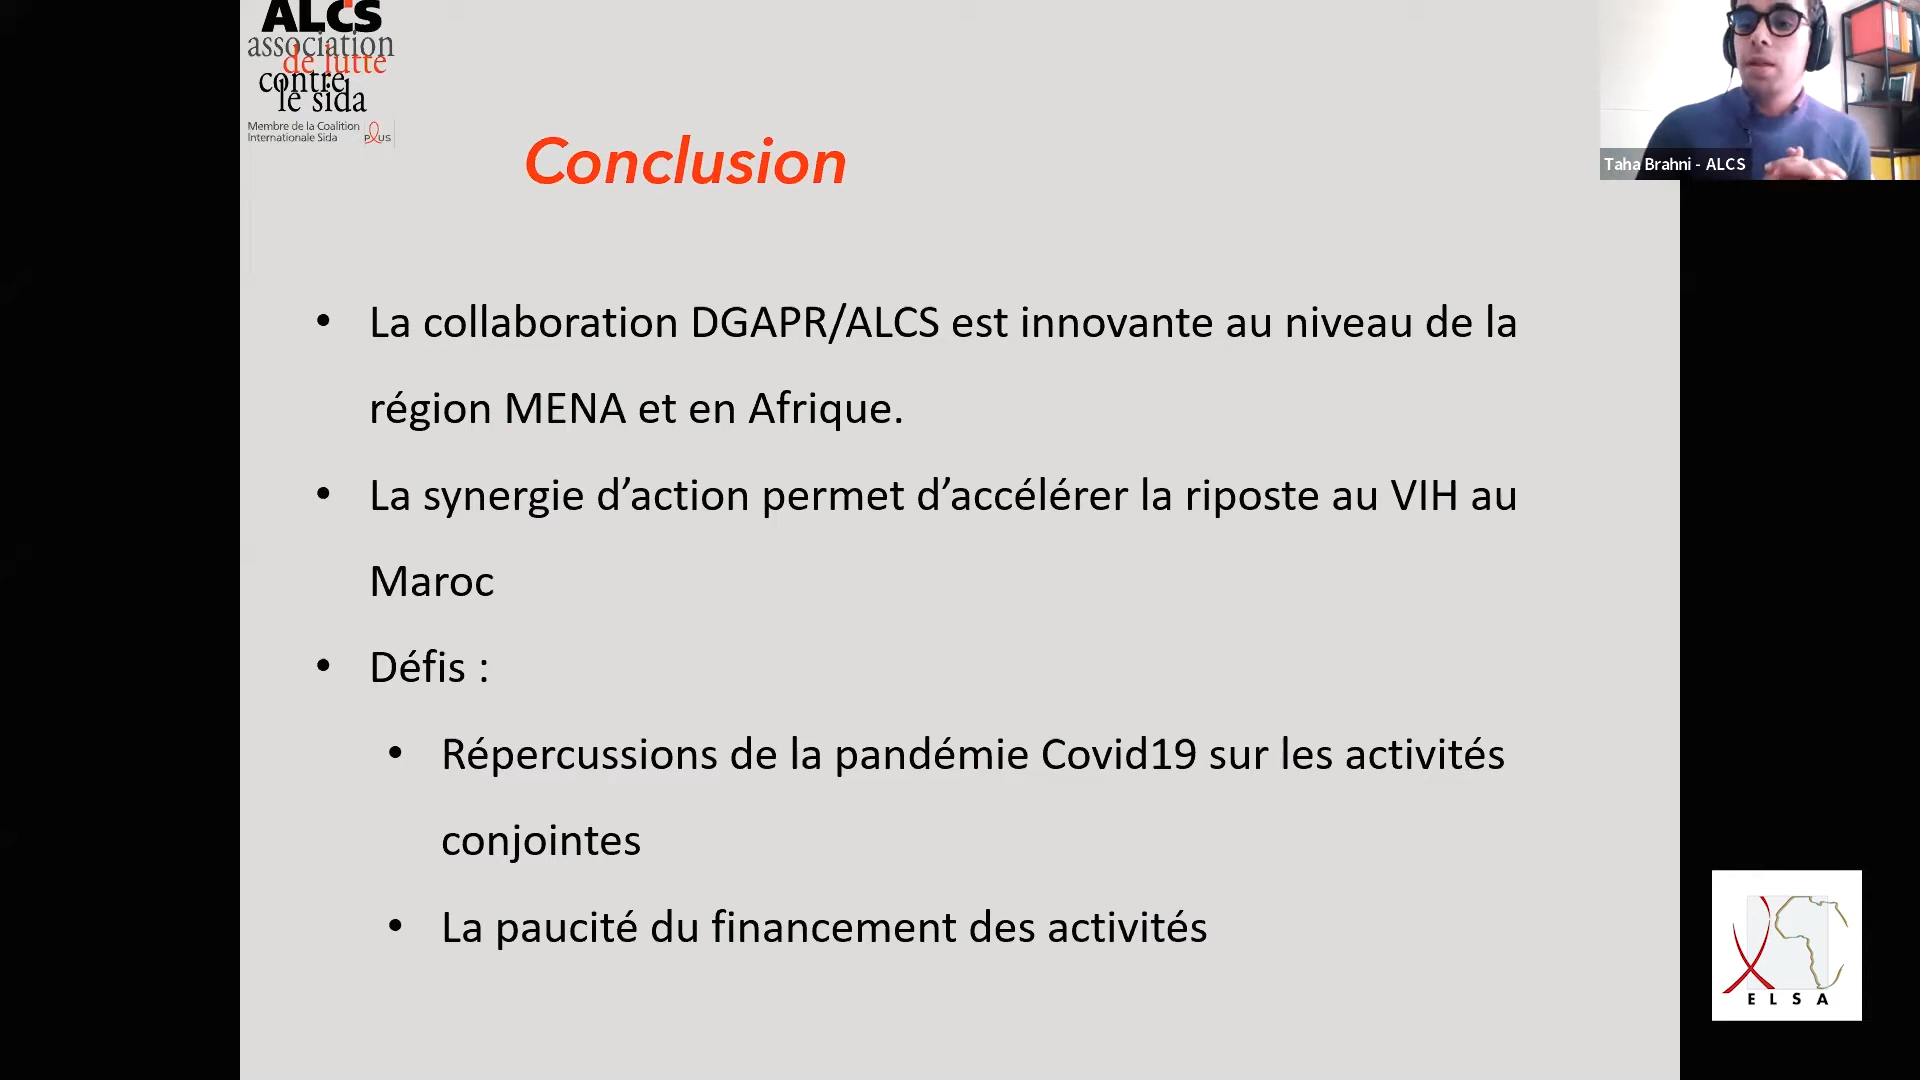 ALCS
association
de lutte
contre
le sida
Membre de la Coalition
Internationale Sida
PLUS
Taha Brahni - ALCS
Conclusion
• La collaboration DGAPR/ALCS est innovante au niveau de la
région MENA et en Afrique.
• La synergie d’action permet d’accélérer la riposte au VIH au
Maroc
• Défis :
• Répercussions de la pandémie Covid19 sur les activités
conjointes
• La paucité du financement des activités
ELSA